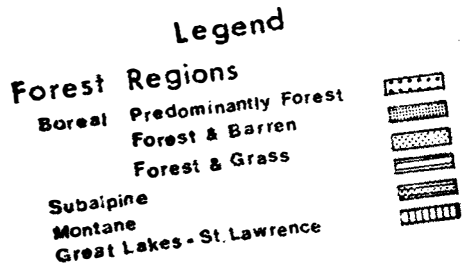 Legend
Forest Regions
Boreal Predominantly Forest
Forest & Barren
Forest & Grass
Subalpine
Montane
Great Lakes - St. Lawrence